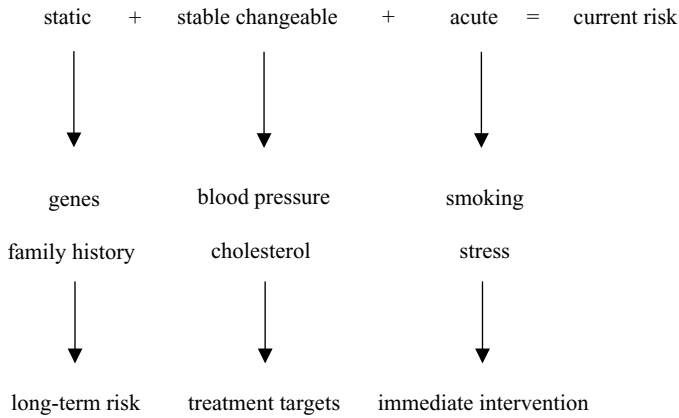 static + stable changeable + acute = current risk
genes blood pressure smoking
family history cholesterol stress
long-term risk treatment targets immediate intervention